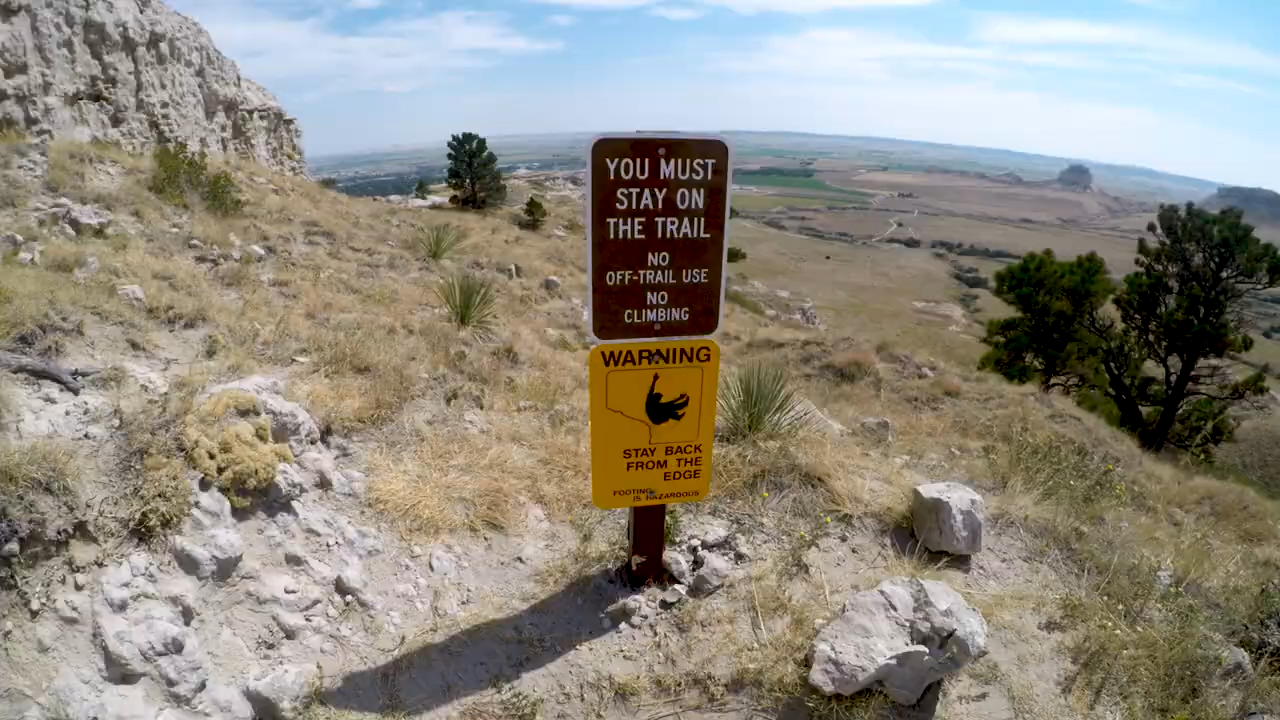 YOU MUST
STAY ON
THE TRAIL
NO
OFF-TRAIL USE
NO
CLIMBING
WARNING
STAY BACK
FROM THE
EDGE
FOOTING
IS HAZARDOUS